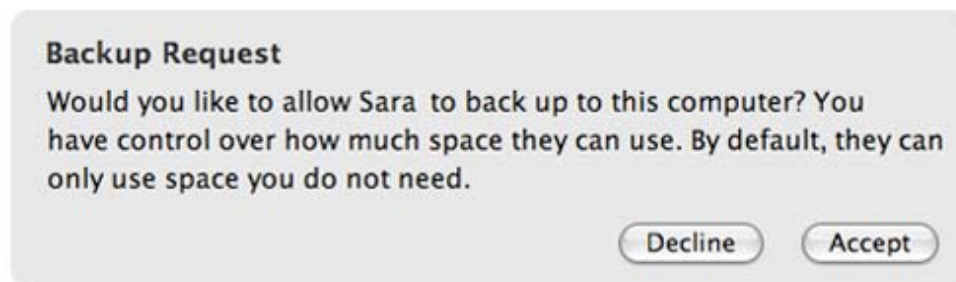 Backup Request
Would you like to allow Sara to back up to this computer? You
have control over how much space they can use. By default, they can
only use space you do not need.
Decline Accept